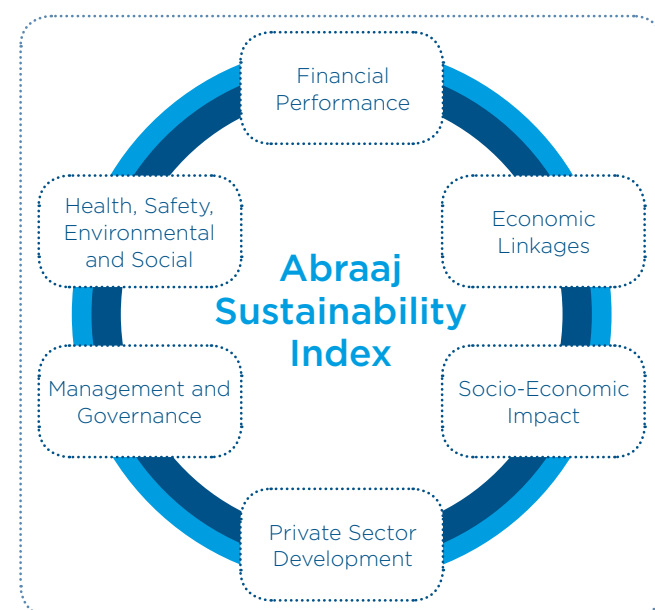 Financial
Performance
Health, Safety,
Environmental
and Social
Economic
Linkages
Abraaj
Sustainability
Index
Management and
Governance
Socio-Economic
Impact
Private Sector
Development